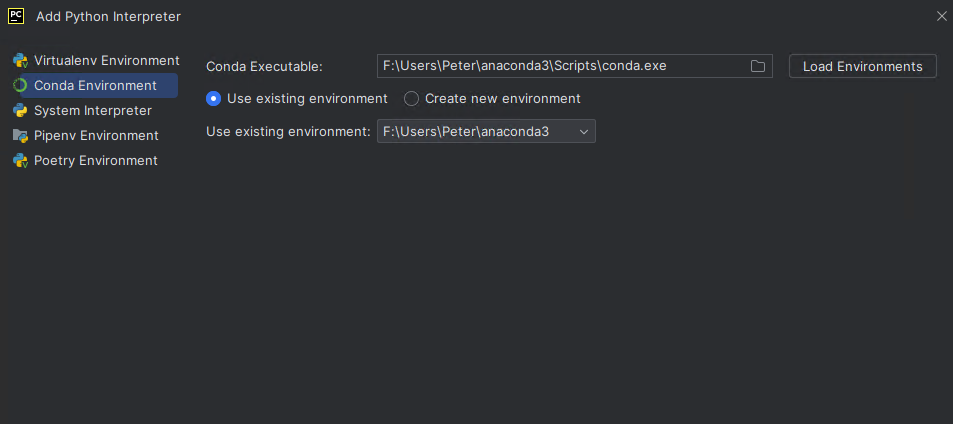 PC Add Python Interpreter
Virtualenv Environment
Conda Environment
System Interpreter
Pipenv Environment
Poetry Environment
Conda Executable: F:\Users\Peter\anaconda3\Scripts\conda.exe Load Environments
Use existing environment Create new environment
Use existing environment: F:\Users\Peter\anaconda3